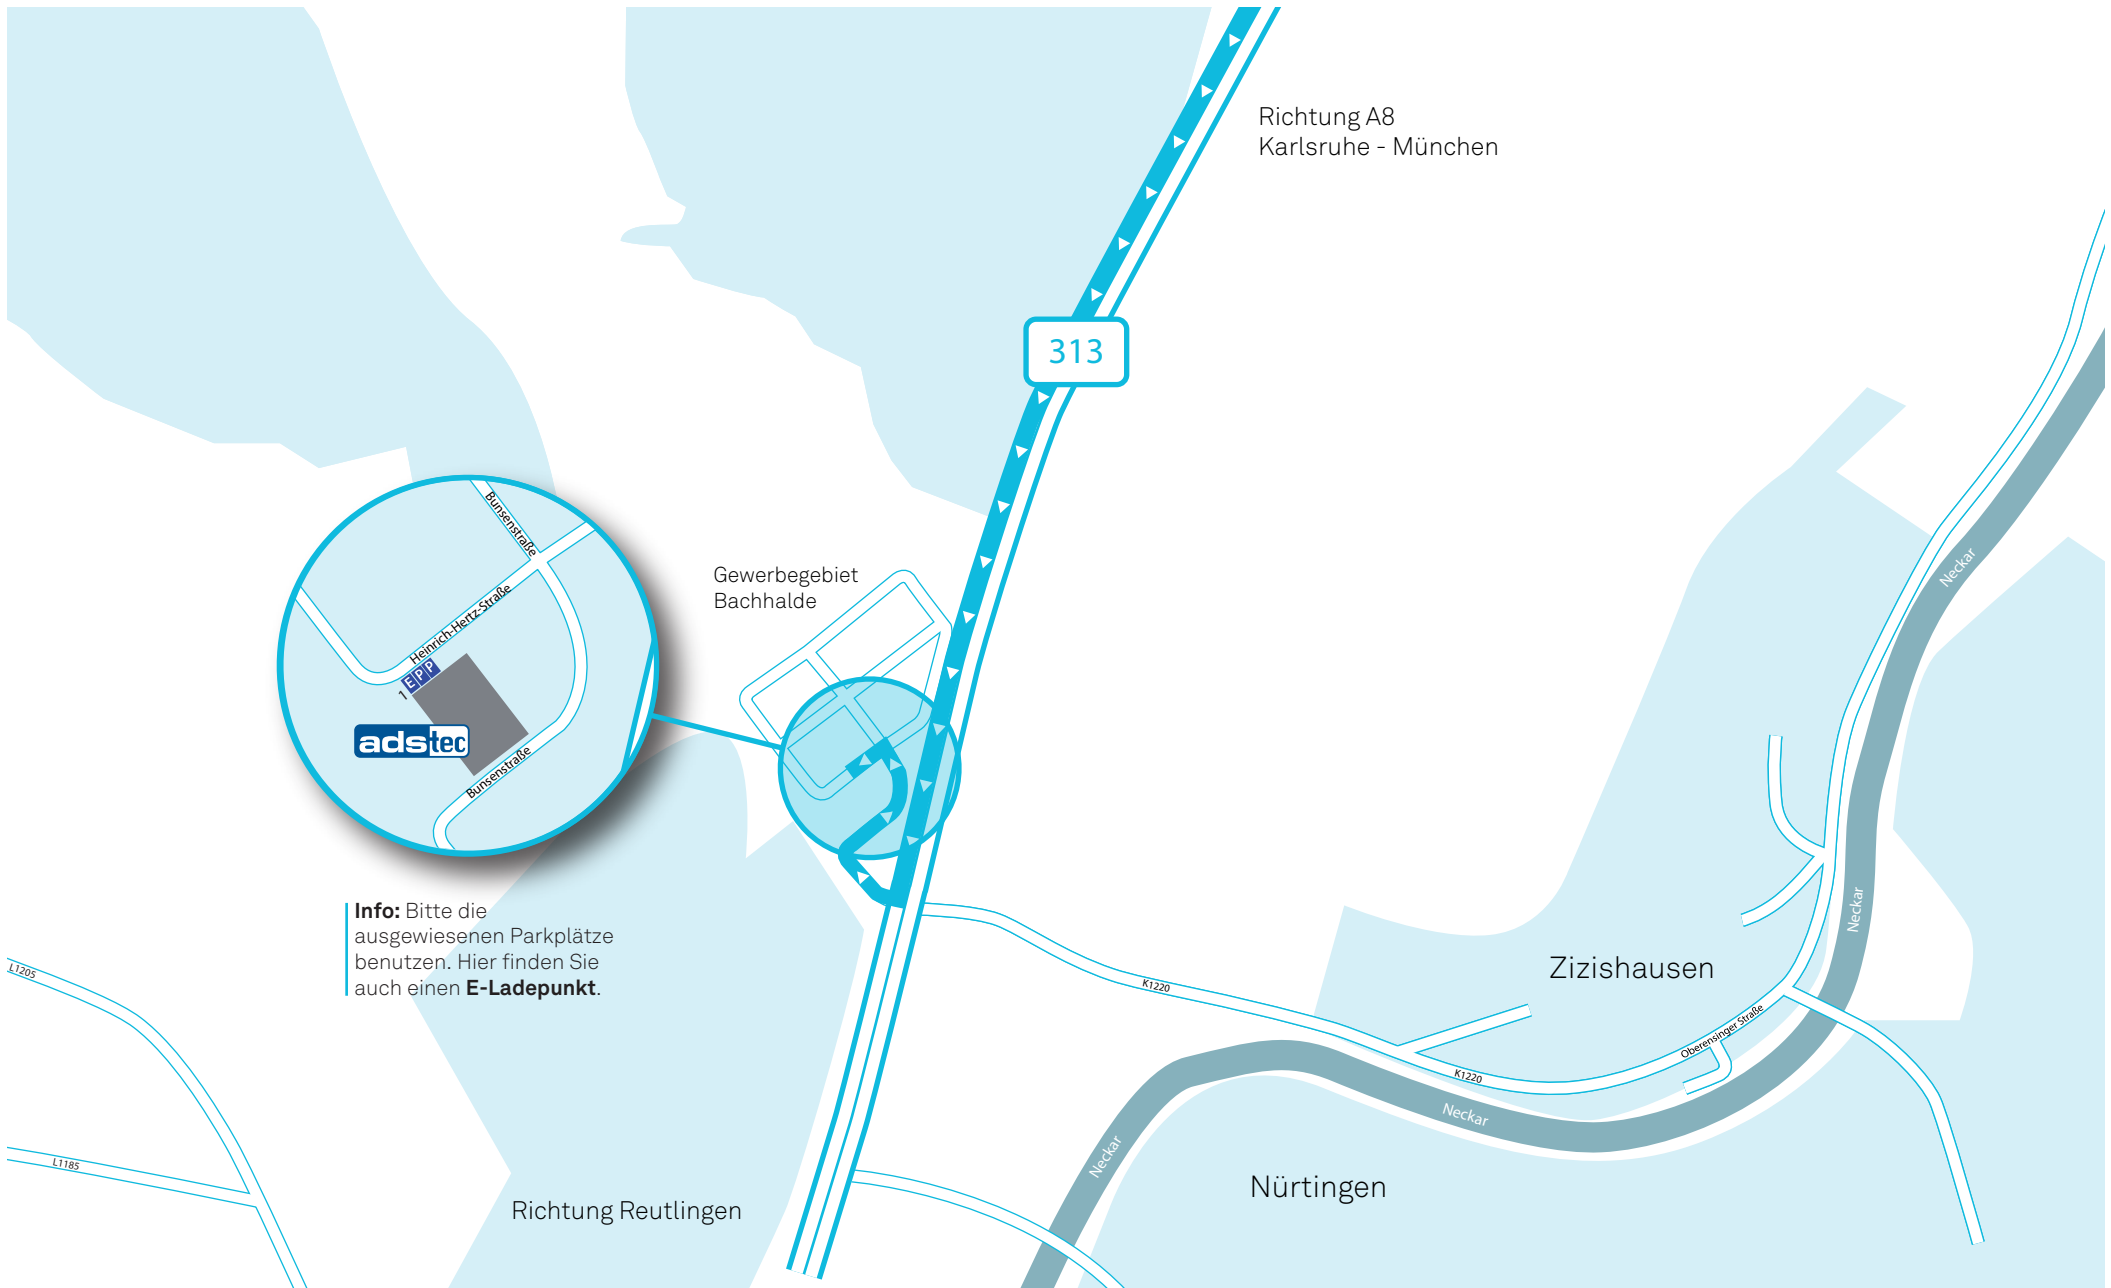 Richtung A8
Karlsruhe - München
313
Gewerbegebiet
Bachhalde
Bunsenstraße
Heinrich-Hertz-Straße
E P P
1
adstec
Bunsenstraße
Info: Bitte die
ausgewiesenen Parkplätze
benutzen. Hier finden Sie
auch einen E-Ladepunkt.
Neckar
Neckar
Zizishausen
L1205
K1220
Oberensinger Straße
K1220
Neckar
Neckar
L1185
Nürtingen
Richtung Reutlingen